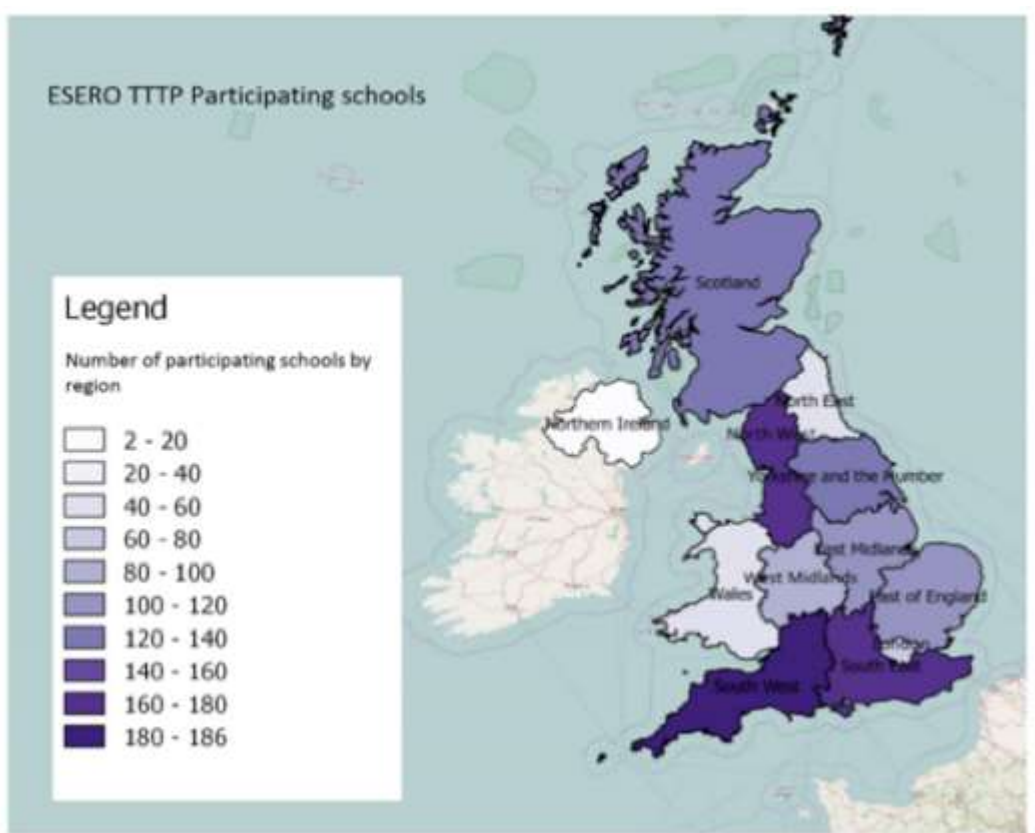 ESERO TTTP Participating schools
Scotland
North East
Northern Ireland
North West
Yorkshire and the Humber
East Midlands
West Midlands
Wales
East of England
London
South East
South West
Legend
Number of participating schools by
region
2 - 20
20 - 40
40 - 60
60 - 80
80 - 100
100 - 120
120 - 140
140 - 160
160 - 180
180 - 186